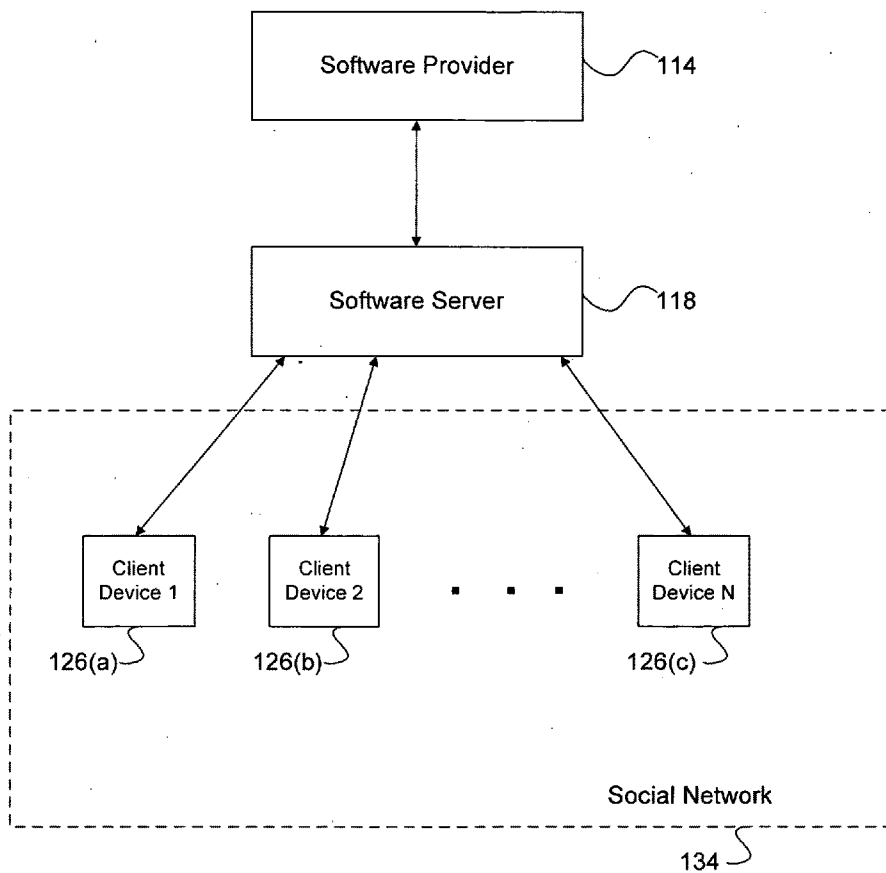 Software Provider
114
Software Server
118
Client
Device 1
Client
Device 2
Client
Device N
126(a)
126(b)
126(c)
Social Network
134